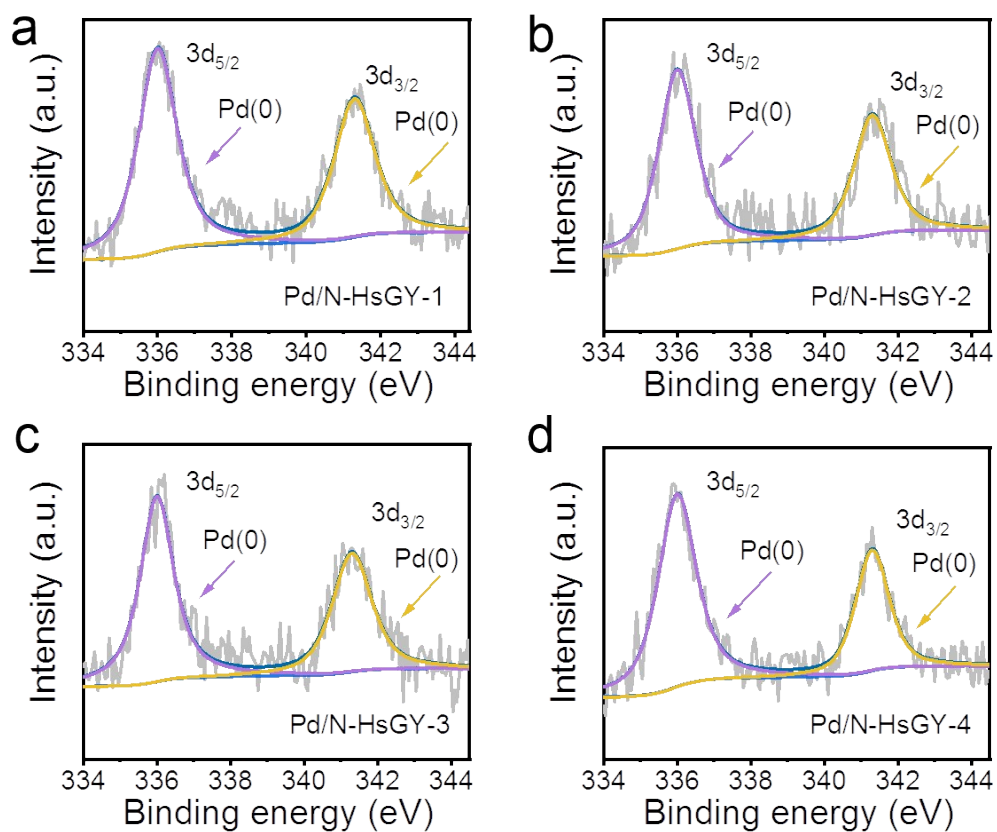 a
3d5/2
Pd(0)
3d3/2
Pd(0)
Pd/N-HsGY-1
Intensity (a.u.)
334 336 338 340 342 344
Binding energy (eV)
b
3d5/2
Pd(0)
3d3/2
Pd(0)
Pd/N-HsGY-2
Intensity (a.u.)
334 336 338 340 342 344
Binding energy (eV)
c
3d5/2
Pd(0)
3d3/2
Pd(0)
Pd/N-HsGY-3
Intensity (a.u.)
334 336 338 340 342 344
Binding energy (eV)
d
3d5/2
Pd(0)
3d3/2
Pd(0)
Pd/N-HsGY-4
Intensity (a.u.)
334 336 338 340 342 344
Binding energy (eV)